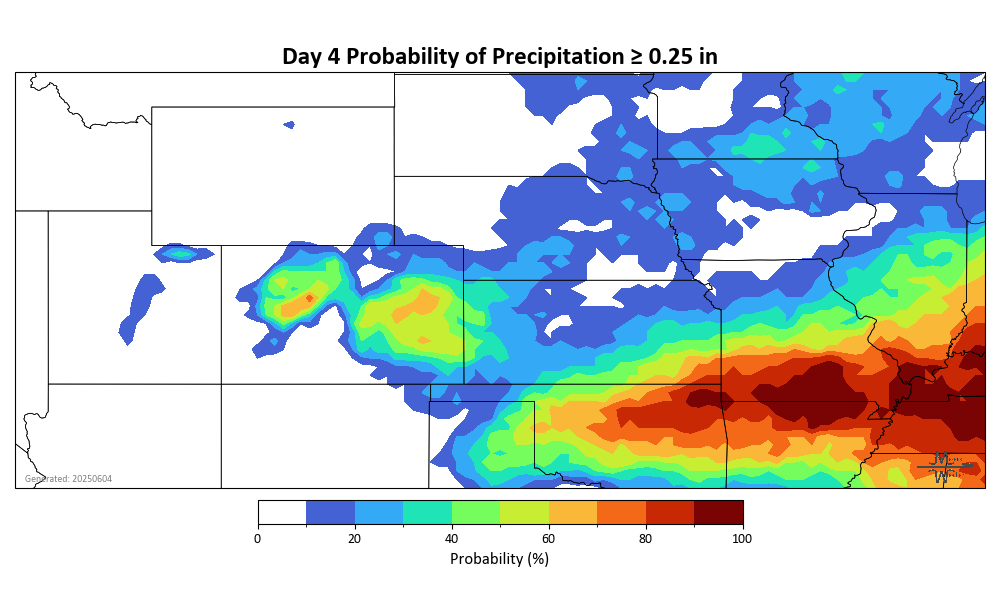 Day 4 Probability of Precipitation ≥ 0.25 in
Generated: 20250604
0 20 40 60 80 100
Probability (%)